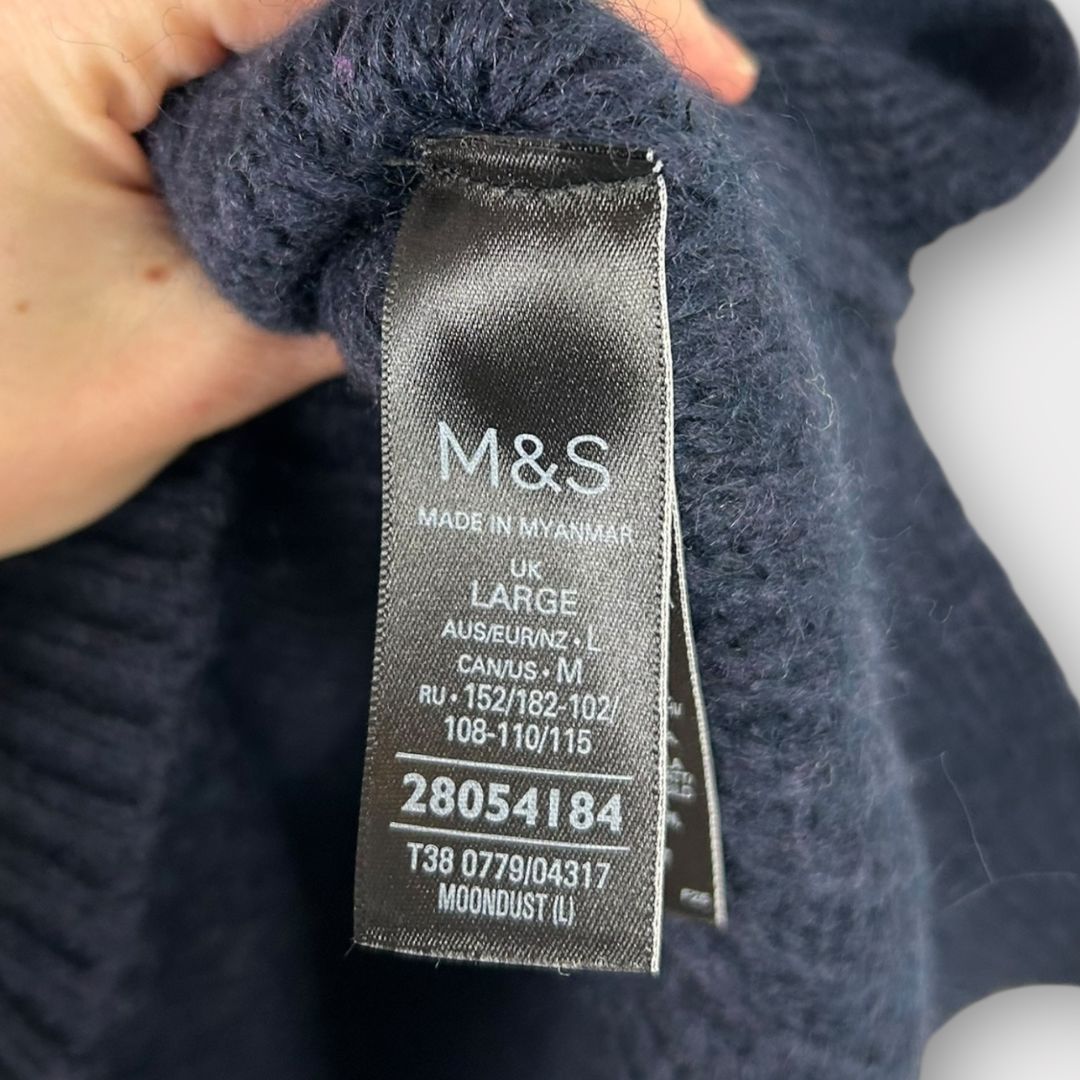 M&S
MADE IN MYANMAR
UK
LARGE
AUS/EUR/NZ • L
CAN/US • M
RU • 152/182-102/
108-110/115
28054184
T38 0779/04317
MOONDUST (L)